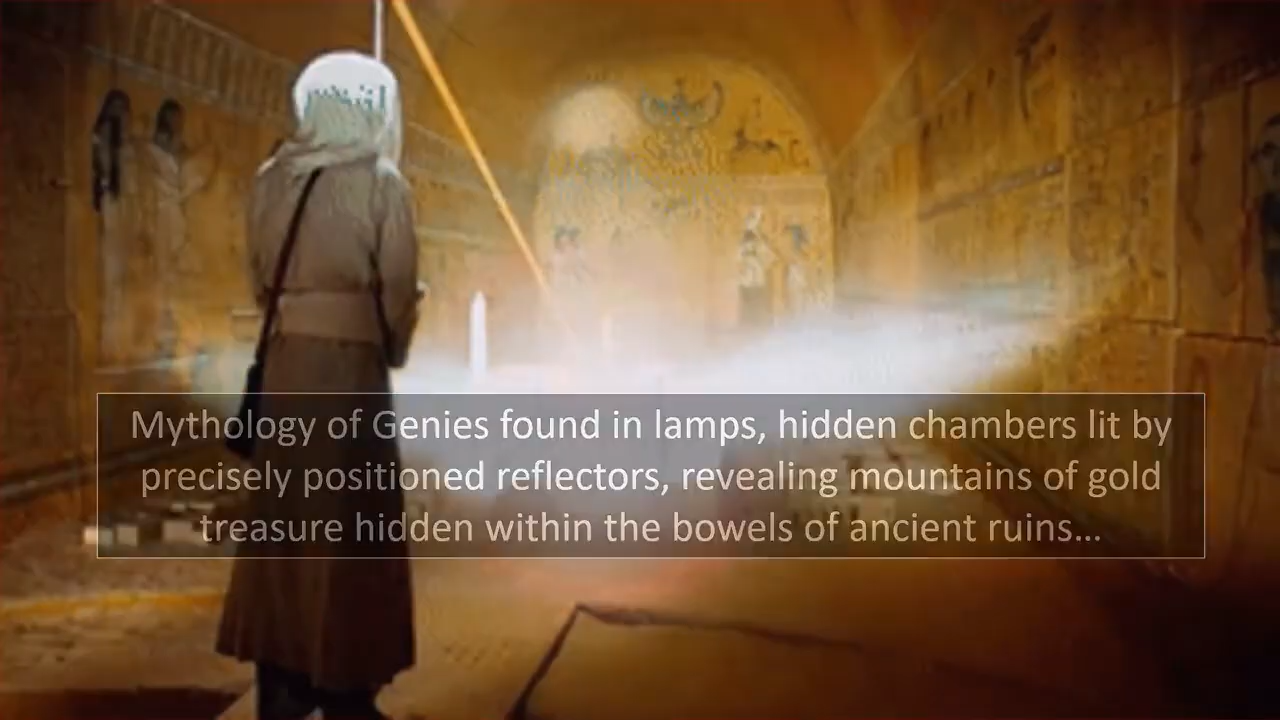 Mythology of Genies found in lamps, hidden chambers lit by
precisely positioned reflectors, revealing mountains of gold
treasure hidden within the bowels of ancient ruins...